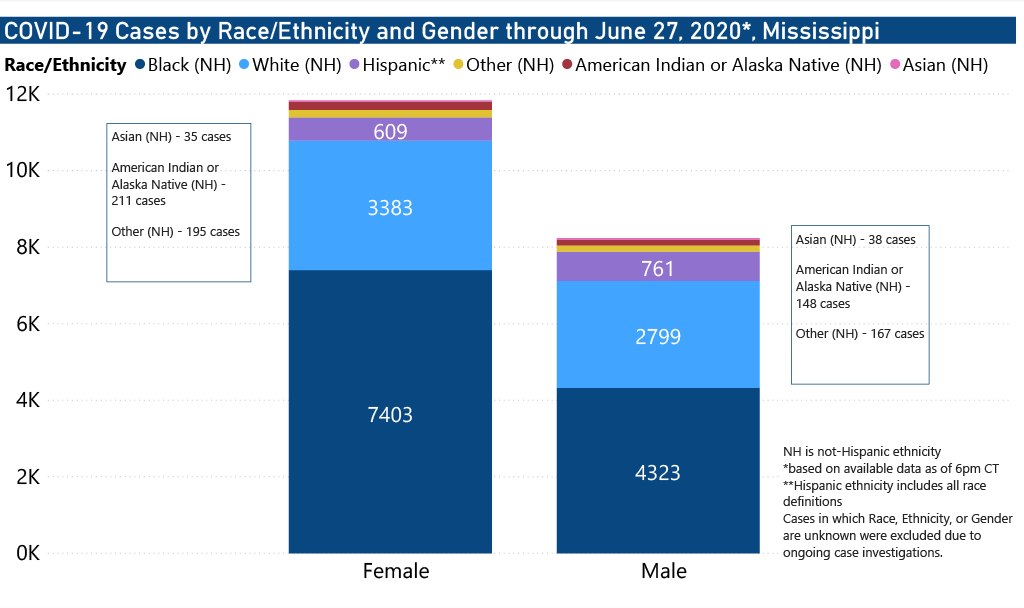 COVID-19 Cases by Race/Ethnicity and Gender through June 27, 2020*, Mississippi
Race/Ethnicity Black (NH) White (NH) Hispanic** Other (NH) American Indian or Alaska Native (NH) Asian (NH)
12K
10K
8K
6K
4K
2K
0K
Asian (NH) - 35 cases
American Indian or
Alaska Native (NH) -
211 cases
Other (NH) - 195 cases
609
3383
7403
761
2799
4323
Asian (NH) - 38 cases
American Indian or
Alaska Native (NH) -
148 cases
Other (NH) - 167 cases
NH is not-Hispanic ethnicity
*based on available data as of 6pm CT
**Hispanic ethnicity includes all race
definitions
Cases in which Race, Ethnicity, or Gender
are unknown were excluded due to
ongoing case investigations.
Female
Male